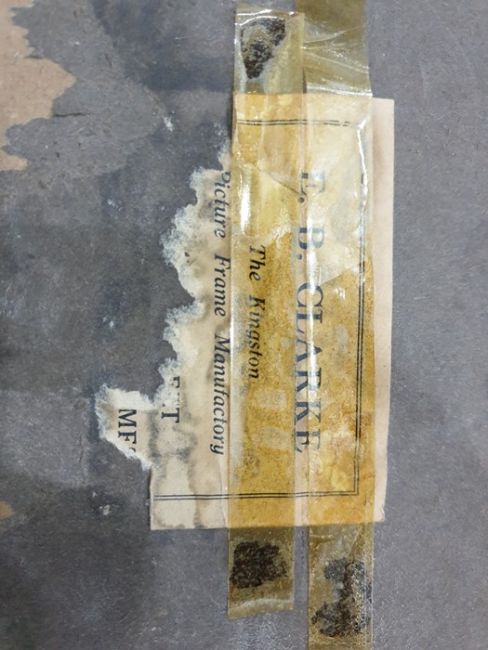 E. B. CLARKE
The Kingston
Picture Frame Manufactory